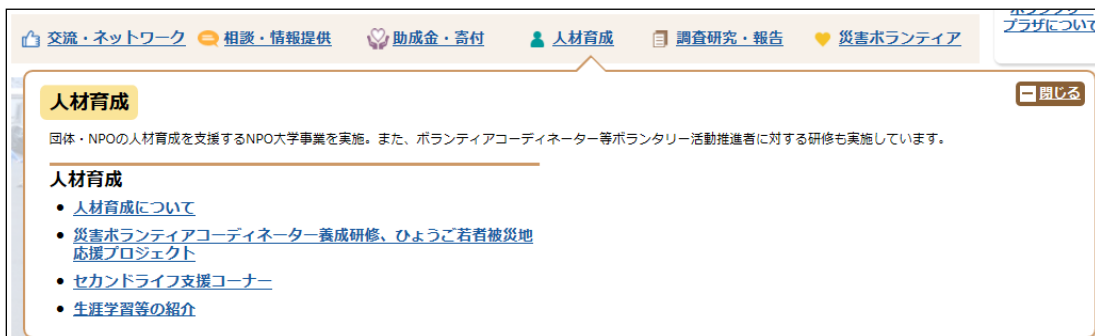 交流・ネットワーク 相談・情報提供 助成金・寄付 人材育成 調査研究・報告 災害ボランティア
プラザについて
人材育成
閉じる
団体・NPOの人材育成を支援するNPO大学事業を実施。また、ボランティアコーディネーター等ボランタリー活動推進者に対する研修も実施しています。
人材育成
人材育成について
災害ボランティアコーディネーター養成研修、ひょうご若者被災地
応援プロジェクト
セカンドライフ支援コーナー
生涯学習等の紹介